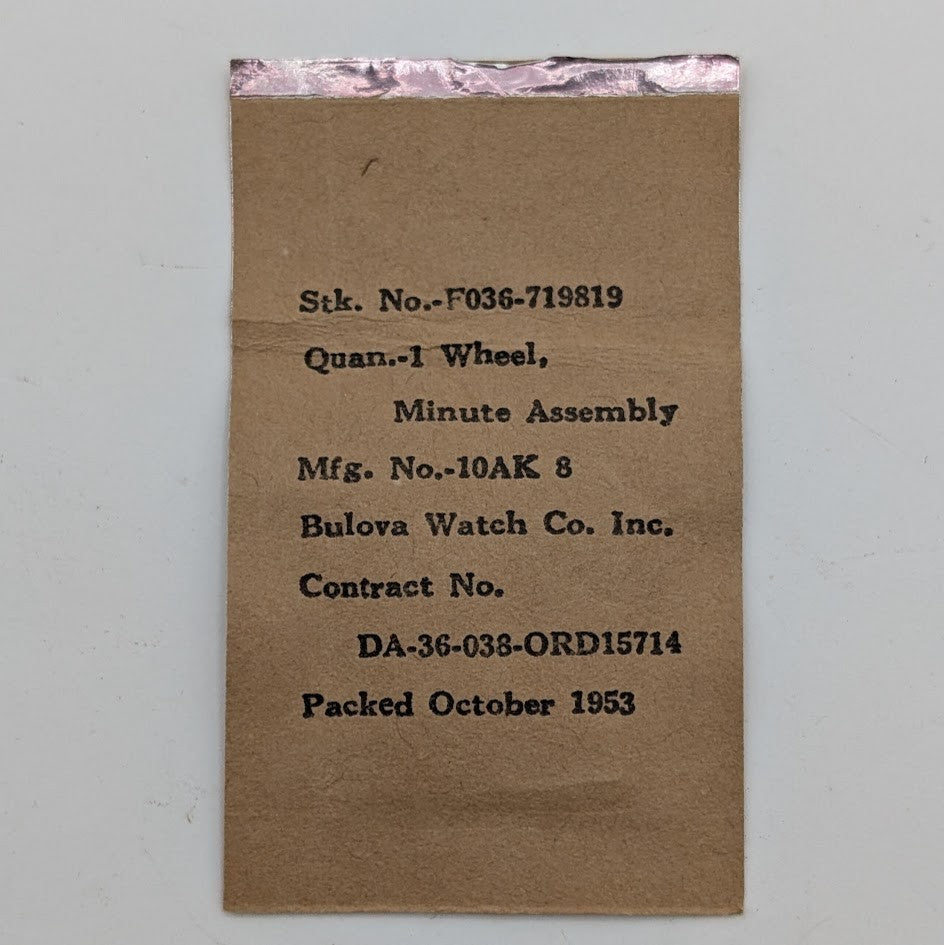 Stk. No.-F036-719819
Quan.-1 Wheel,
Minute Assembly
Mfg. No.-10AK 8
Bulova Watch Co. Inc.
Contract No.
DA-36-038-ORD15714
Packed October 1953